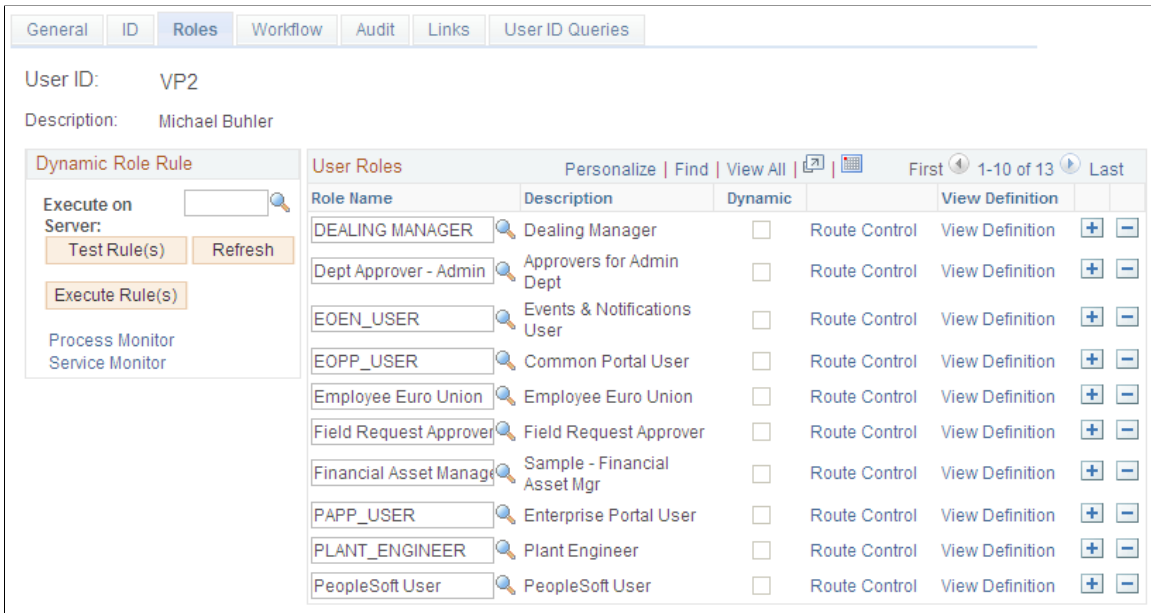 General ID Roles Workflow Audit Links User ID Queries
User ID: VP2
Description: Michael Buhler
Dynamic Role Rule
Execute on
Server:
Test Rule(s) Refresh
Execute Rule(s)
Process Monitor
Service Monitor
User Roles Personalize | Find | View All | | First 1-10 of 13 Last
Role Name Description Dynamic View Definition
DEALING MANAGER Dealing Manager Route Control View Definition
Dept Approver - Admin Approvers for Admin
Dept Route Control View Definition
EOEN_USER Events & Notifications
User Route Control View Definition
EOPP_USER Common Portal User Route Control View Definition
Employee Euro Union Employee Euro Union Route Control View Definition
Field Request Approver Field Request Approver Route Control View Definition
Financial Asset Manage Sample - Financial
Asset Mgr Route Control View Definition
PAPP_USER Enterprise Portal User Route Control View Definition
PLANT_ENGINEER Plant Engineer Route Control View Definition
PeopleSoft User PeopleSoft User Route Control View Definition